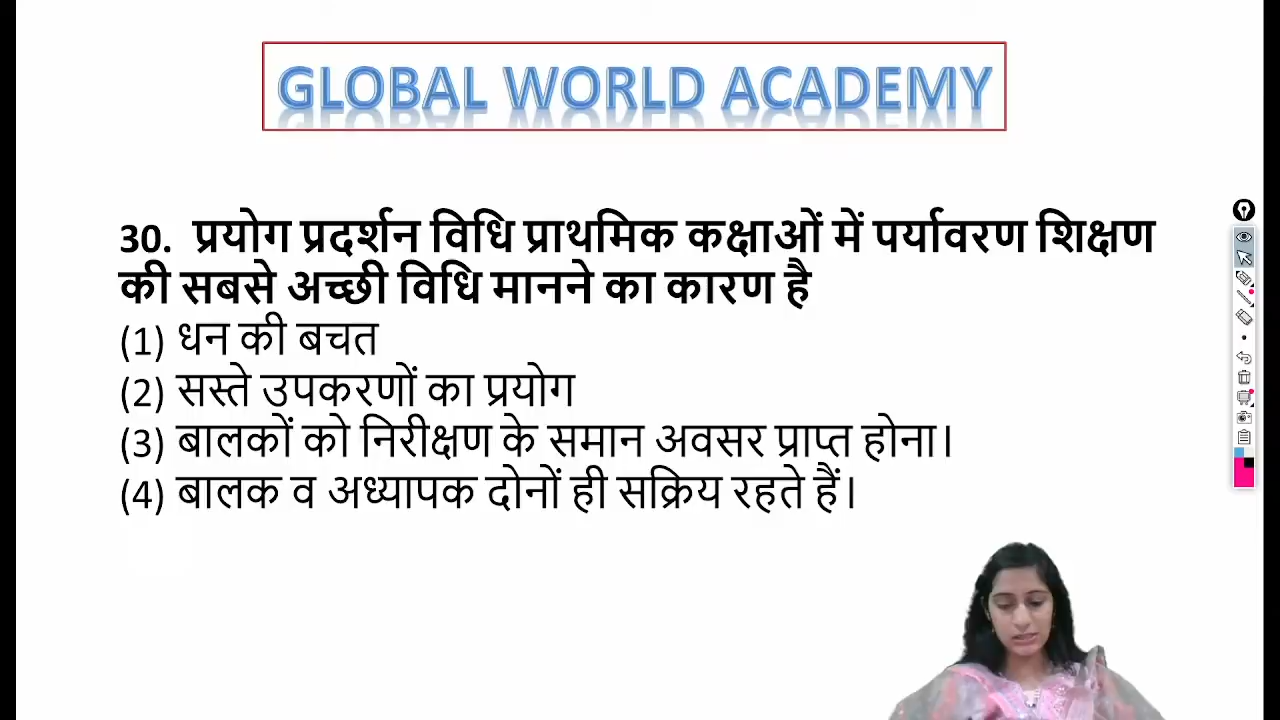 GLOBAL WORLD ACADEMY
30. प्रयोग प्रदर्शन विधि प्राथमिक कक्षाओं में पर्यावरण शिक्षण
की सबसे अच्छी विधि मानने का कारण है
(1) धन की बचत
(2) सस्ते उपकरणों का प्रयोग
(3) बालकों को निरीक्षण के समान अवसर प्राप्त होना।
(4) बालक व अध्यापक दोनों ही सक्रिय रहते हैं।